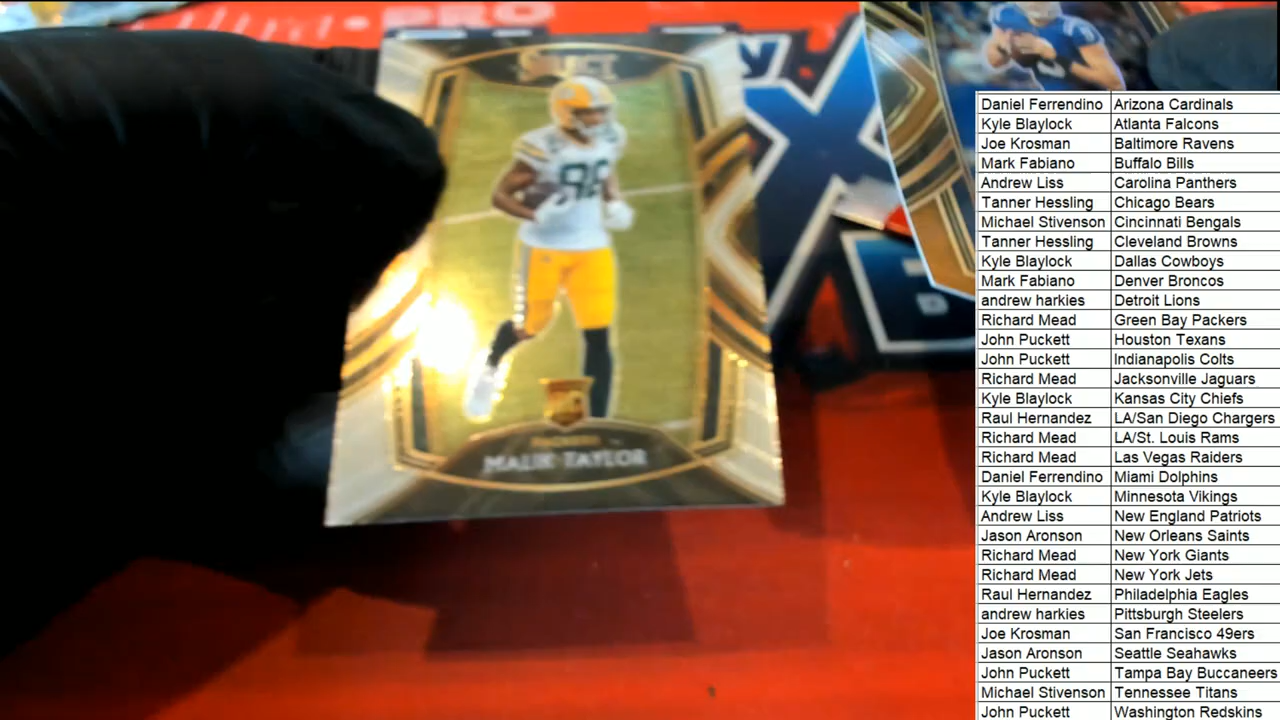 PRO
SELECT
86
PACKERS
MALIK TAYLOR
Daniel Ferrendino Arizona Cardinals
Kyle Blaylock Atlanta Falcons
Joe Krosman Baltimore Ravens
Mark Fabiano Buffalo Bills
Andrew Liss Carolina Panthers
Tanner Hessling Chicago Bears
Michael Stivenson Cincinnati Bengals
Tanner Hessling Cleveland Browns
Kyle Blaylock Dallas Cowboys
Mark Fabiano Denver Broncos
andrew harkies Detroit Lions
Richard Mead Green Bay Packers
John Puckett Houston Texans
John Puckett Indianapolis Colts
Richard Mead Jacksonville Jaguars
Kyle Blaylock Kansas City Chiefs
Raul Hernandez LA/San Diego Chargers
Richard Mead LA/St. Louis Rams
Richard Mead Las Vegas Raiders
Daniel Ferrendino Miami Dolphins
Kyle Blaylock Minnesota Vikings
Andrew Liss New England Patriots
Jason Aronson New Orleans Saints
Richard Mead New York Giants
Richard Mead New York Jets
Raul Hernandez Philadelphia Eagles
andrew harkies Pittsburgh Steelers
Joe Krosman San Francisco 49ers
Jason Aronson Seattle Seahawks
John Puckett Tampa Bay Buccaneers
Michael Stivenson Tennessee Titans
John Puckett Washington Redskins